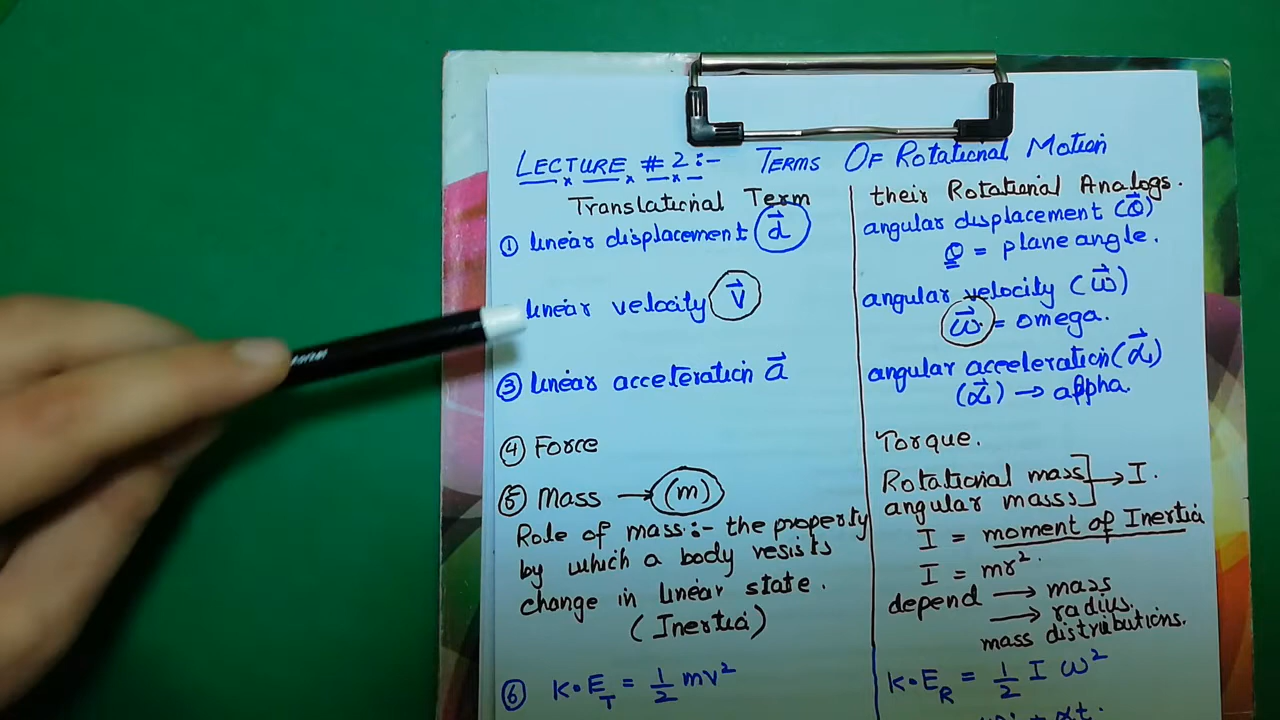 LECTURE # 2:- TERMS OF Rotational Motion
Translational Term
① linear displacement d⃗
linear velocity v⃗
③ linear acceleration a⃗
④ Force
⑤ Mass → (m)
Role of mass:- the property
by which a body resists
change in linear state.
(Inertia)
⑥ K.E_T = 1/2 mv²
their Rotational Analogs.
angular displacement (θ⃗)
θ = plane angle.
angular velocity (ω⃗)
ω⃗ = omega.
angular acceleration (α⃗)
(α⃗) → alpha.
Torque.
Rotational mass
angular masss → I.
I = moment of Inertia
I = mr².
depend → mass
→ radius.
mass distributions.
K.E_R = 1/2 I ω²